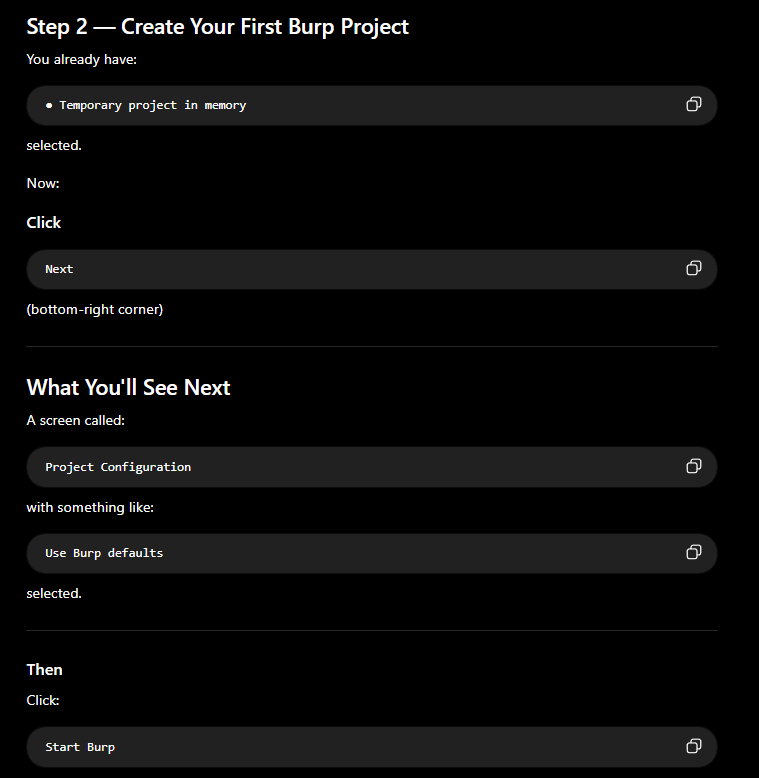 Step 2 — Create Your First Burp Project
You already have:
● Temporary project in memory
selected.
Now:
Click
Next
(bottom-right corner)
What You'll See Next
A screen called:
Project Configuration
with something like:
Use Burp defaults
selected.
Then
Click:
Start Burp